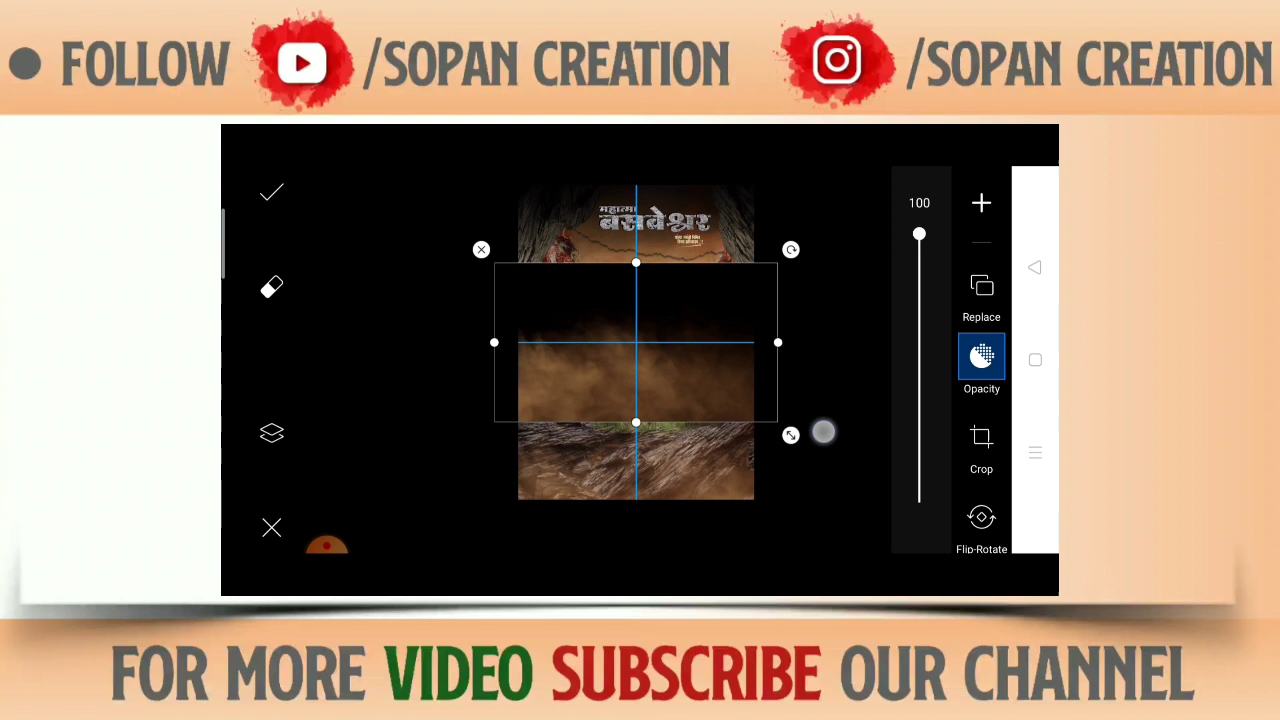 FOLLOW /SOPAN CREATION /SOPAN CREATION
महात्मा
बसवेश्वर
100
Replace
Opacity
Crop
Flip-Rotate
FOR MORE VIDEO SUBSCRIBE OUR CHANNEL